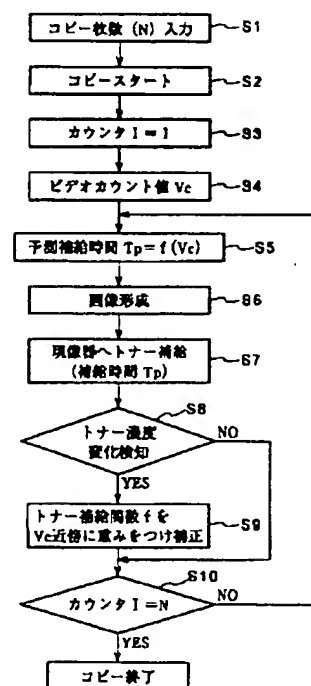 コピー枚数 (N) 入力
S1
コピースタート
S2
カウンタ I = 1
S3
ビデオカウント値 Vc
S4
予測補給時間 Tp = f (Vc)
S5
画像形成
S6
現像器へトナー補給
(補給時間 Tp)
S7
S8
トナー濃度
変化検知
NO
YES
トナー補給関数 f を
Vc近傍に重みをつけ補正
S9
S10
カウンタ I = N
NO
YES
コピー終了